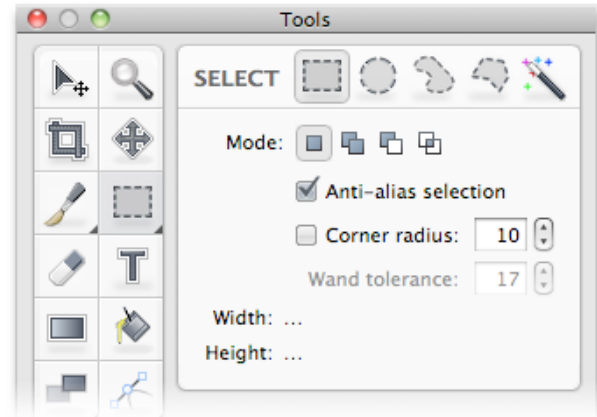 Tools
SELECT
Mode:
Anti-alias selection
Corner radius: 10
Wand tolerance: 17
T
Width: ...
Height: ...